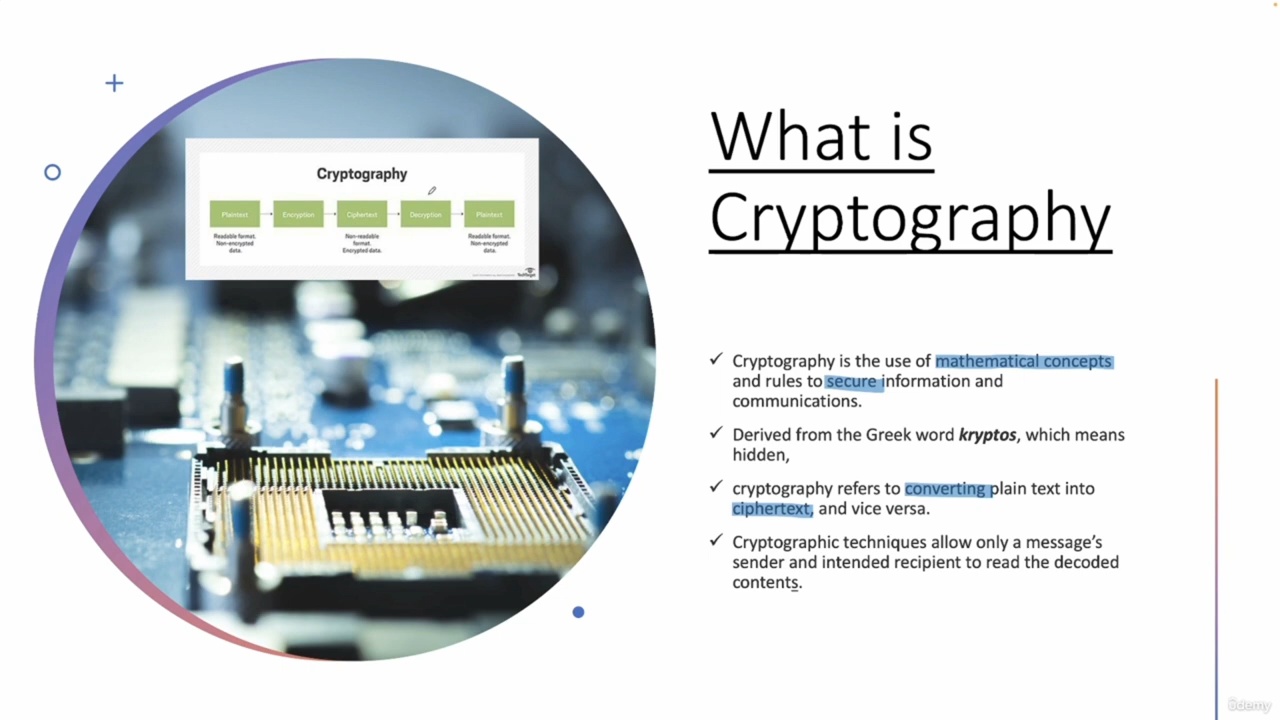 What is
Cryptography
Cryptography
Plaintext
Encryption
Ciphertext
Decryption
Plaintext
Readable format.
Non-encrypted
data.
Non-readable
format.
Encrypted data.
Readable format.
Non-encrypted
data.
TechTarget
✓ Cryptography is the use of mathematical concepts
and rules to secure information and
communications.
✓ Derived from the Greek word kryptos, which means
hidden,
✓ cryptography refers to converting plain text into
ciphertext, and vice versa.
✓ Cryptographic techniques allow only a message’s
sender and intended recipient to read the decoded
contents.
ûdemy